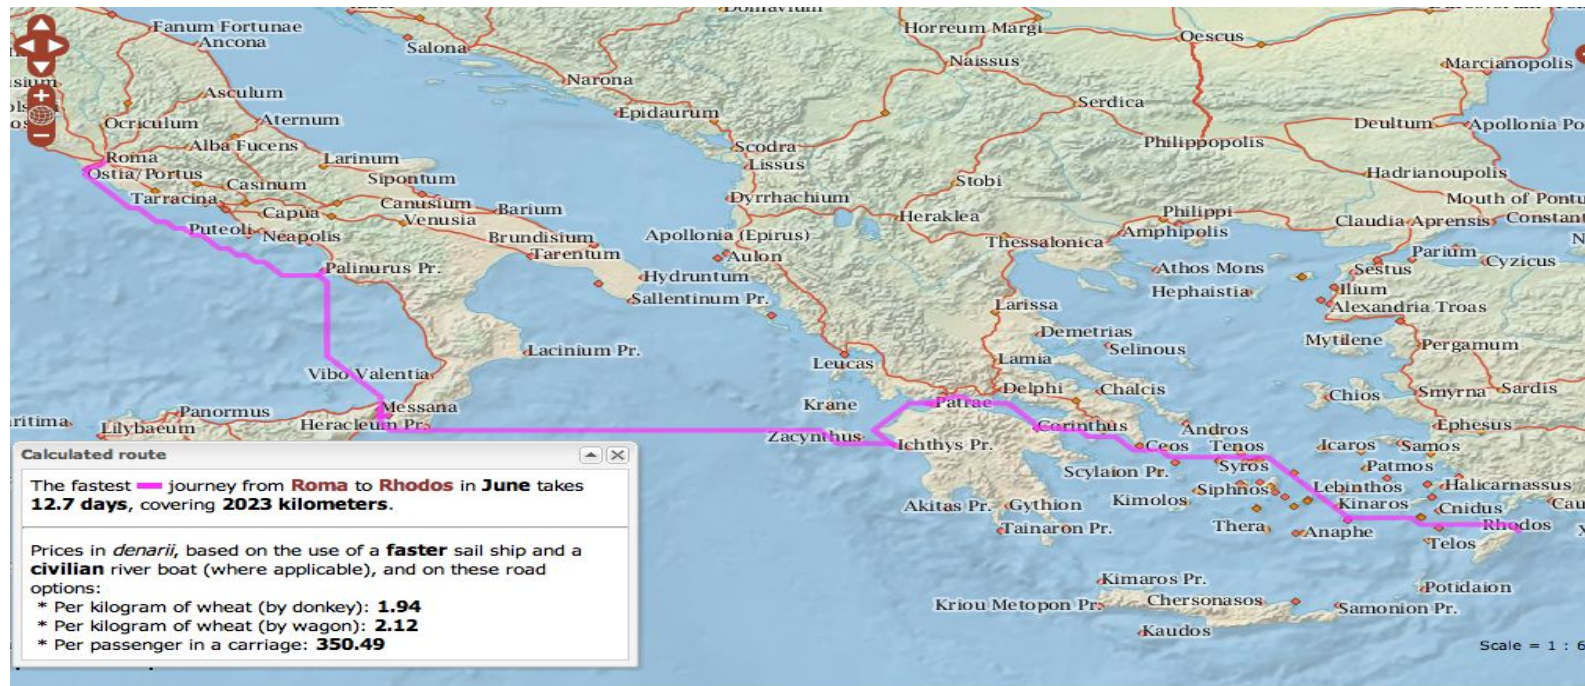 Fanum Fortunae
Ancona
Salona
Horreum Margi
Oescus
Naissus
Marcianopolis
Narona
Asculum
Serdica
Epidaurum
Ocriculum
Aternum
Deultum
Apollonia Po
Alba Fucens
Scodra
Philippopolis
Roma
Larinum
Lissus
Ostia/Portus
Sipontum
Hadrianoupolis
Casinum
Stobi
Tarracina
Canusium
Dyrrhachium
Mouth of Pontu
Capua
Barium
Venusia
Heraklea
Philippi
Claudia Aprensis
Constant
Puteoli
Neapolis
Brundisium
Apollonia (Epirus)
Thessalonica
Amphipolis
Tarentum
Aulon
Parium
Cyzicus
Palinurus Pr.
Hydruntum
Athos Mons
Sestus
Sallentinum Pr.
Hephaistia
Ilium
Larissa
Alexandria Troas
Demetrias
Mytilene
Pergamum
Lacinium Pr.
Selinous
Leucas
Lamia
Vibo Valentia
Delphi
Chalcis
Smyrna
Sardis
Chios
Krane
Patrae
Panormus
Messana
Lilybaeum
Heracleum Pr.
Corinthus
Andros
Ephesus
Zacynthus
Ichthys Pr.
Ceos
Tenos
Icaros
Samos
Scylaion Pr.
Syros
Patmos
Siphnos
Lebinthos
Halicarnassus
Akitas Pr.
Gythion
Kimolos
Kinaros
Cnidus
Cau
Tainaron Pr.
Thera
Anaphe
Rhodos
Telos
Kimaros Pr.
Potidaion
Kriou Metopon Pr.
Chersonasos
Samonion Pr.
Kaudos
Scale = 1 : 6
Calculated route
The fastest journey from Roma to Rhodos in June takes
12.7 days, covering 2023 kilometers.
Prices in denarii, based on the use of a faster sail ship and a
civilian river boat (where applicable), and on these road
options:
* Per kilogram of wheat (by donkey): 1.94
* Per kilogram of wheat (by wagon): 2.12
* Per passenger in a carriage: 350.49